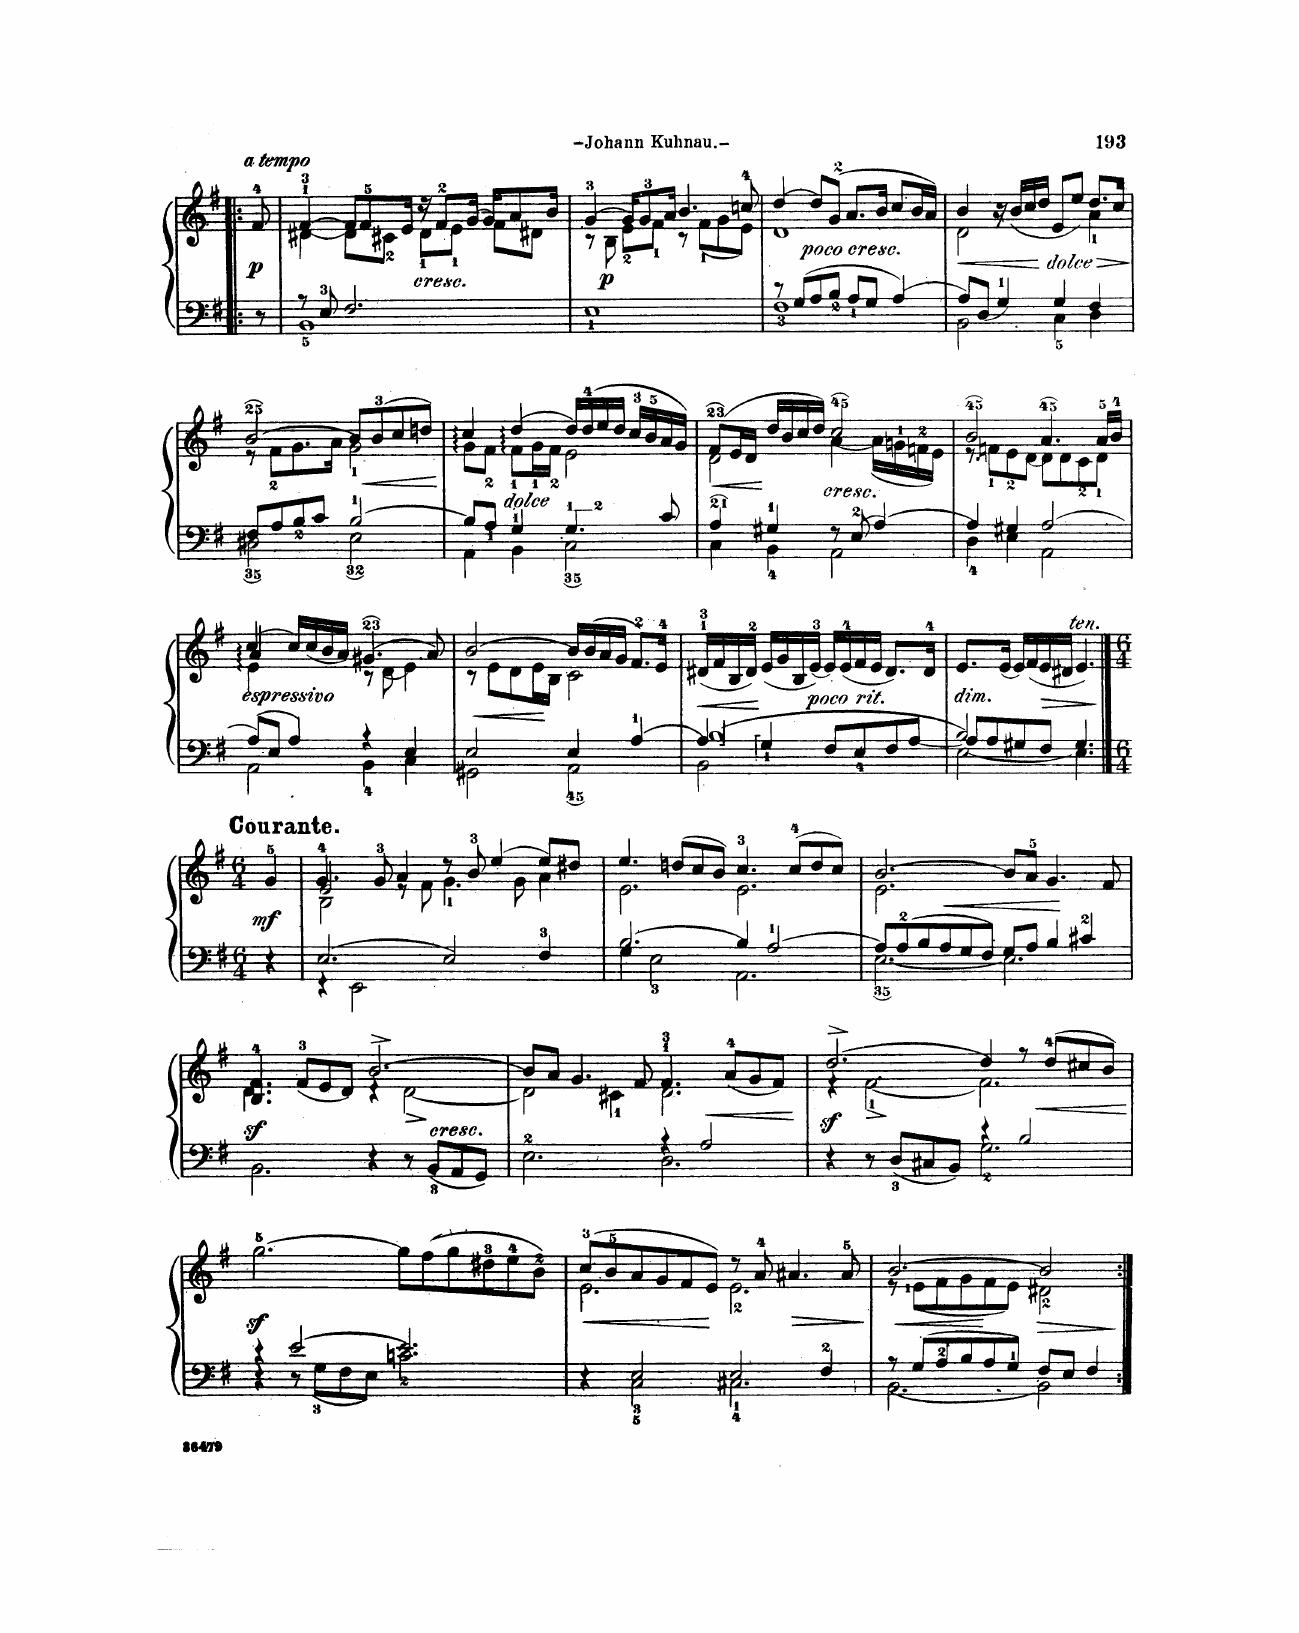 -Johann Kuhnau.- 193
a tempo
p cresc. p poco cresc. dolce
dolce cresc.
ten.
espressivo poco rit. dim.
Courante.
mf
sf cresc. sf
sf
36479